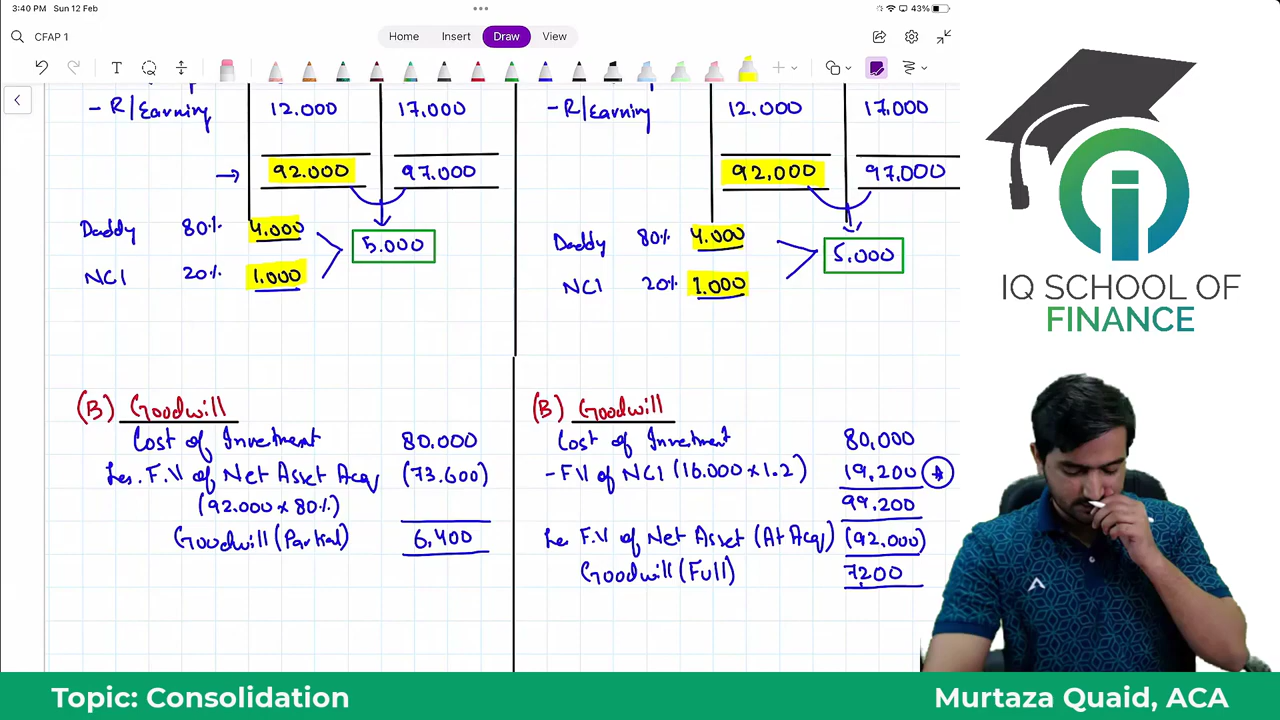 3:40 PM Sun 12 Feb
43%
CFAP 1
Home Insert Draw View
- R/Earning 12.000 17.000
→ 92.000 97.000
Daddy 80% 4.000
5.000
NCI 20% 1.000
(B) Goodwill
Cost of Investment 80,000
Les. F.V of Net Asset Acq (73.600)
(92.000 x 80%)
Goodwill (Partial) 6,400
- R/Earning 12.000 17.000
92,000 97,000
Daddy 80% 4.000
5.000
NCI 20% 1.000
(B) Goodwill
Cost of Investment 80,000
- FV of NCI (16.000 x 1.2) 19,200
99.200
Les F.V of Net Asset (At Acq) (92,000)
Goodwill (Full) 7200
IQ SCHOOL OF
FINANCE
Topic: Consolidation
Murtaza Quaid, ACA